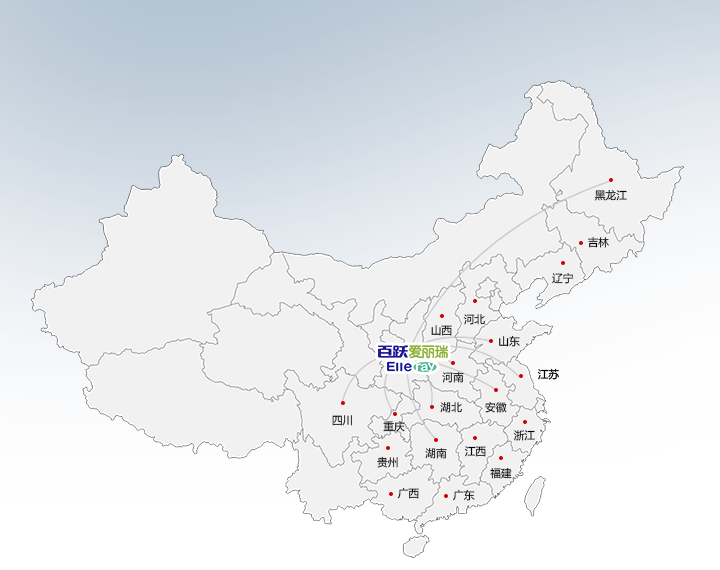 黑龙江
吉林
辽宁
河北
山西
山东
百跃爱丽瑞
Elleray
河南
江苏
安徽
湖北
四川
重庆
浙江
湖南
江西
贵州
福建
广西
广东